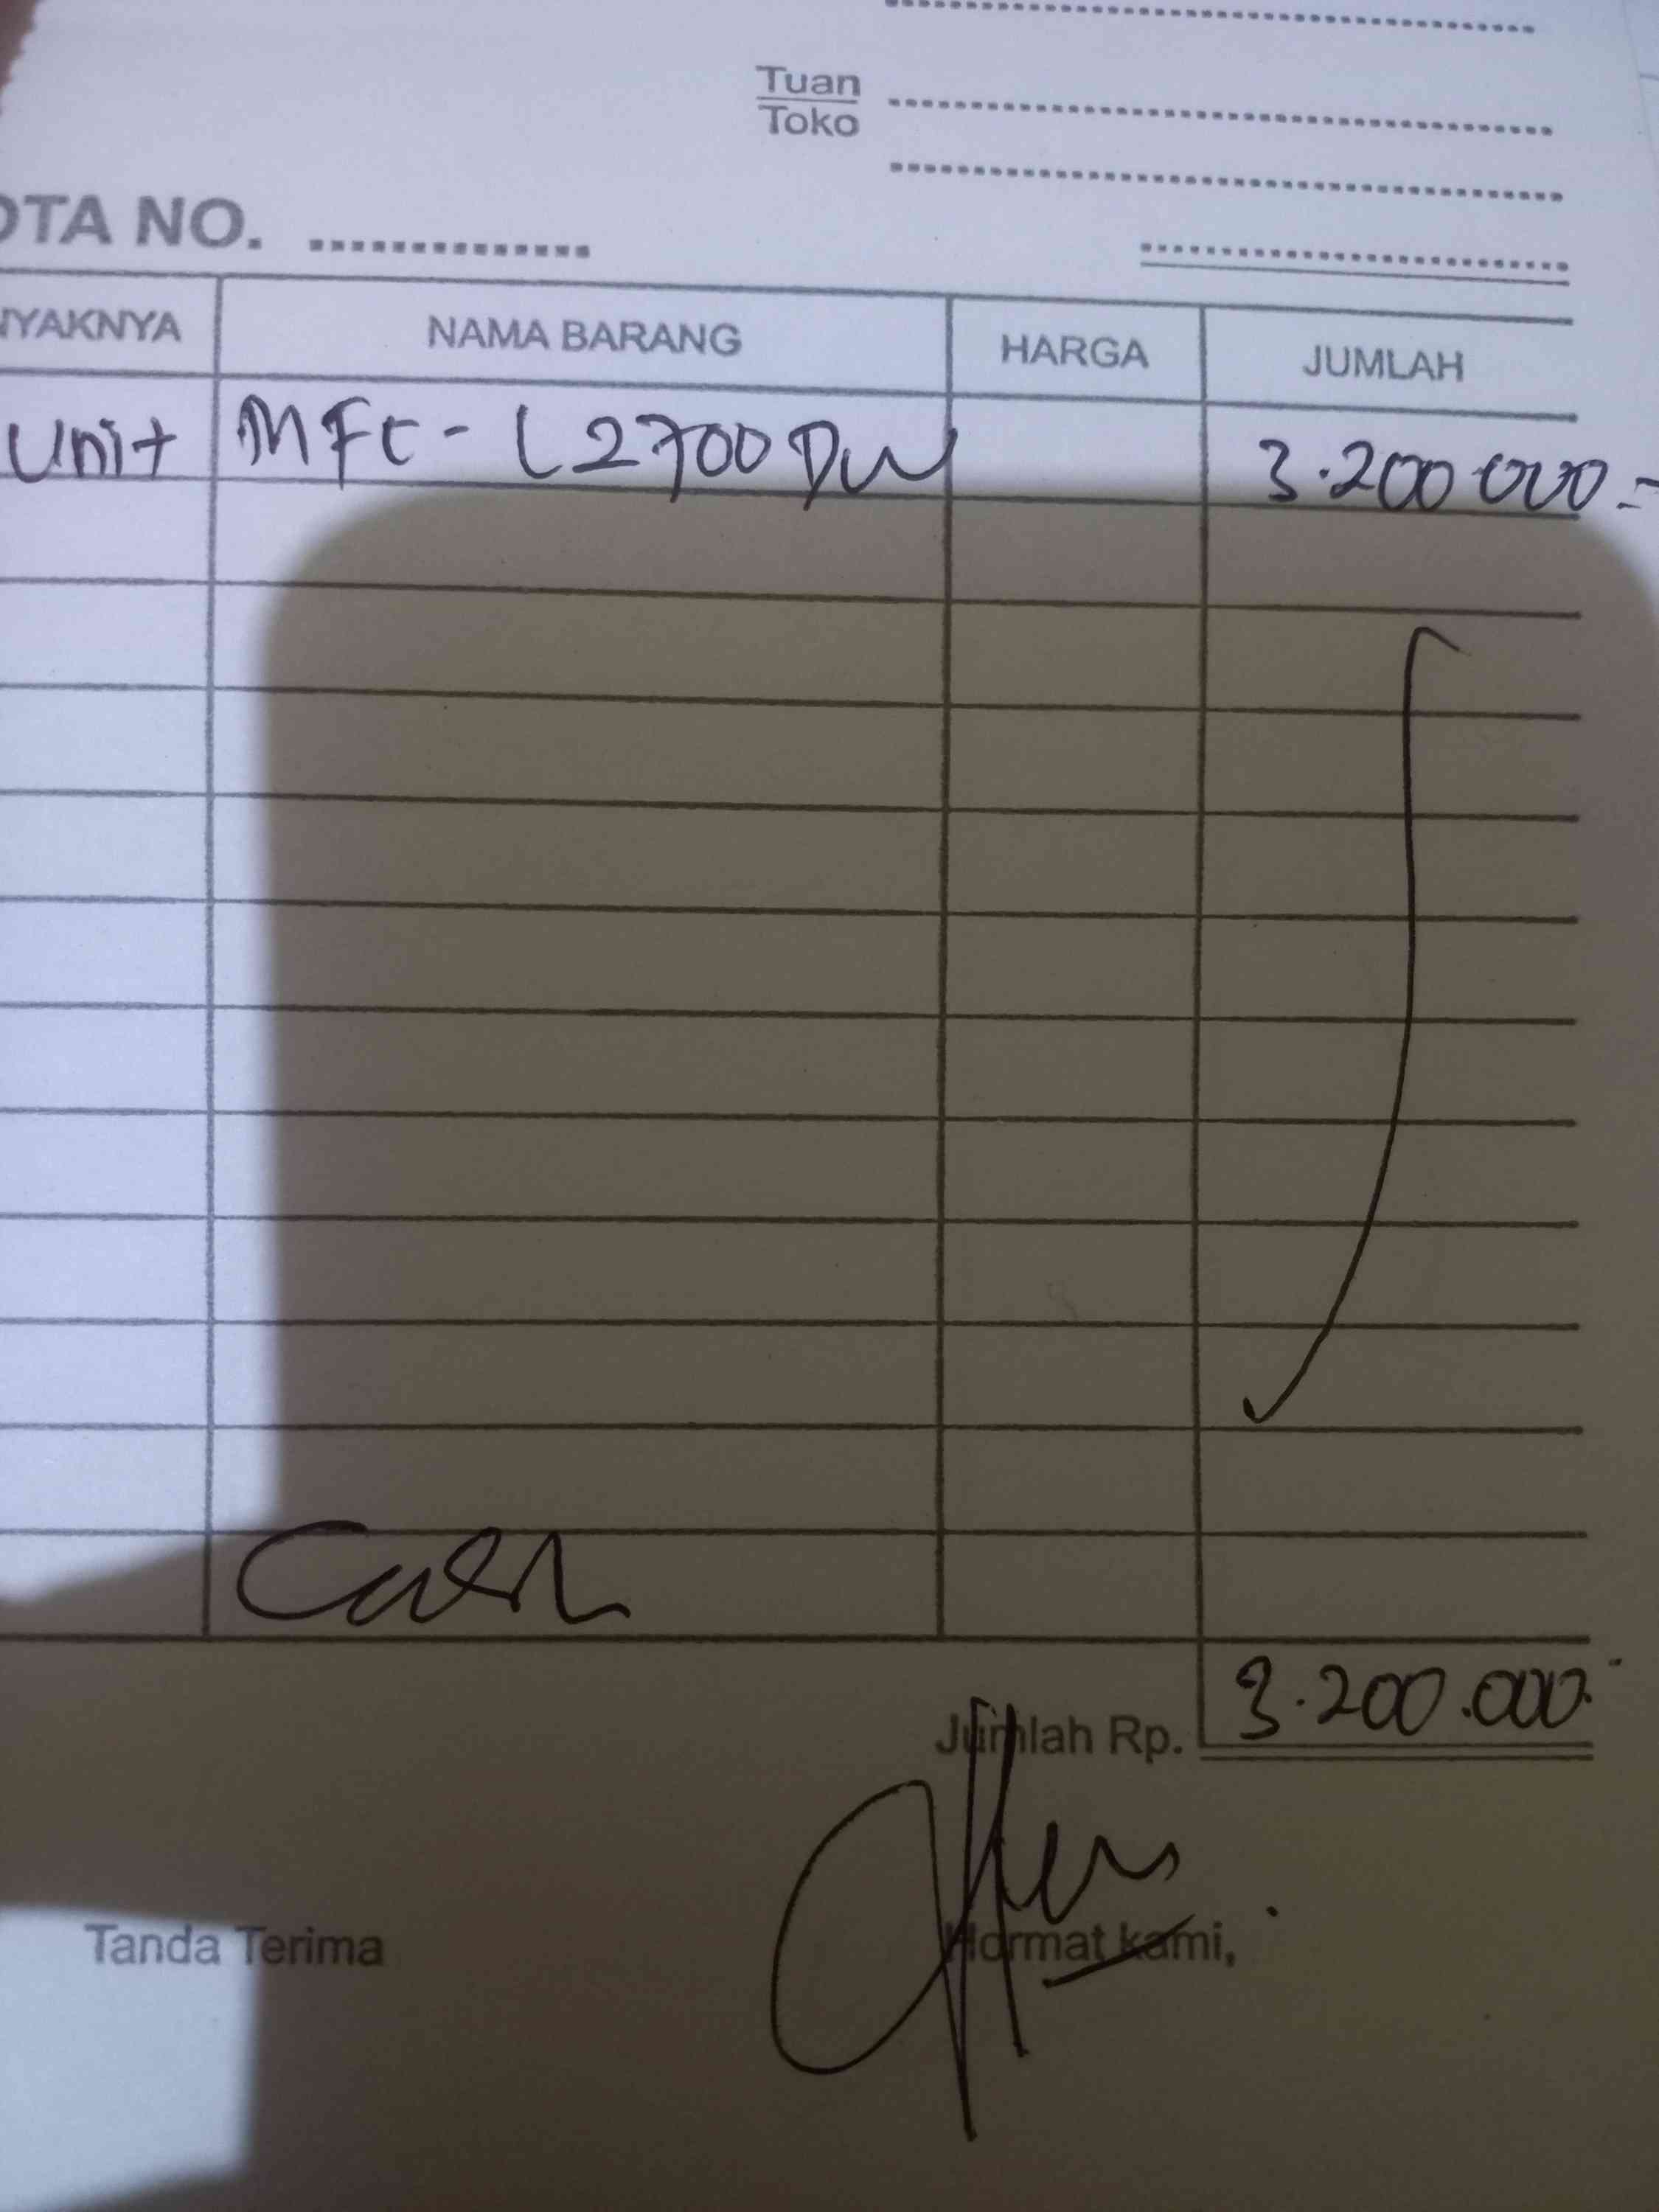 Tuan
Toko
OTA NO. ...............
NYAKNYA NAMA BARANG HARGA JUMLAH
Unit MFC-L2700DW 3.200.000.-
Cash
Jumlah Rp. 3.200.000.
Tanda Terima Hormat kami,